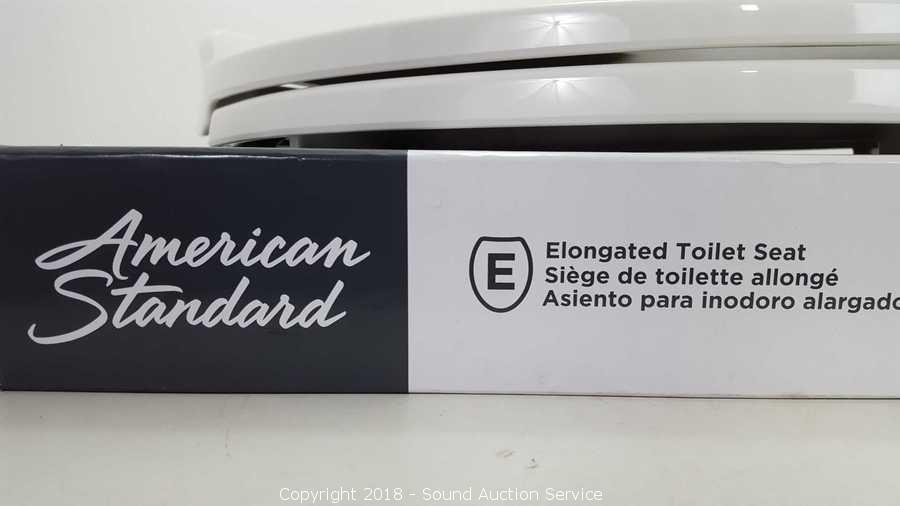 American
Standard
E
Elongated Toilet Seat
Siège de toilette allongé
Asiento para inodoro alargado
Copyright 2018 - Sound Auction Service